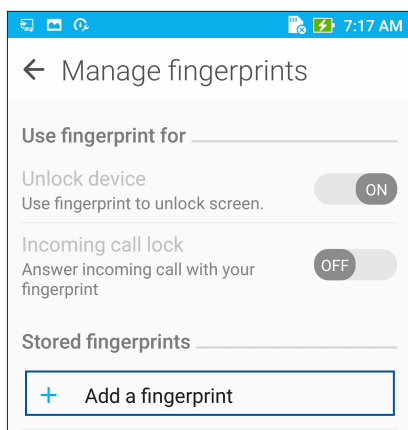 7:17 AM
Manage fingerprints
Use fingerprint for
Unlock device
Use fingerprint to unlock screen.
ON
Incoming call lock
Answer incoming call with your
fingerprint
OFF
Stored fingerprints
+ Add a fingerprint